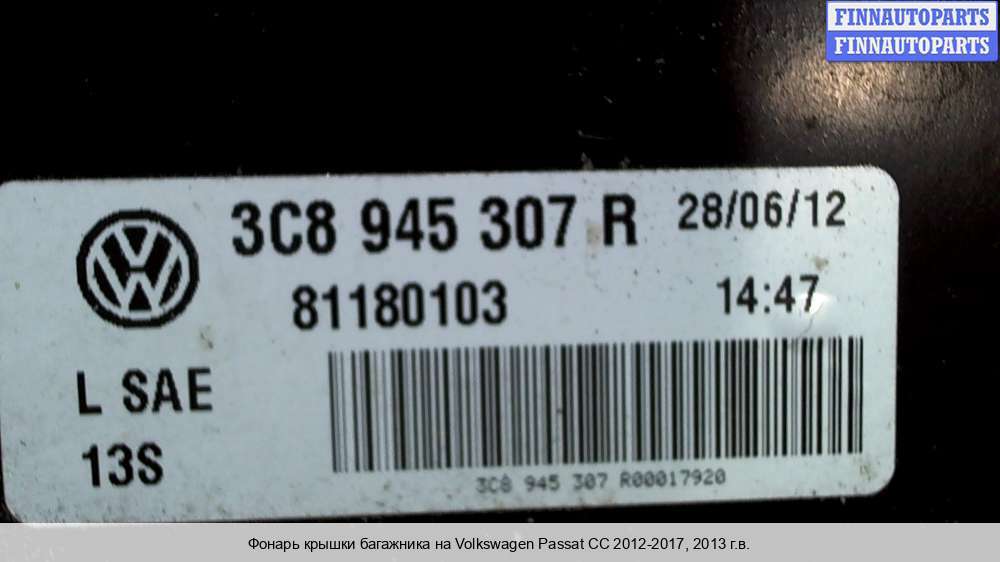 FINNAUTOPARTS
FINNAUTOPARTS
3C8 945 307 R 28/06/12
81180103 14:47
L SAE
13S
3C8 945 307 R00017920
Фонарь крышки багажника на Volkswagen Passat CC 2012-2017, 2013 г.в.